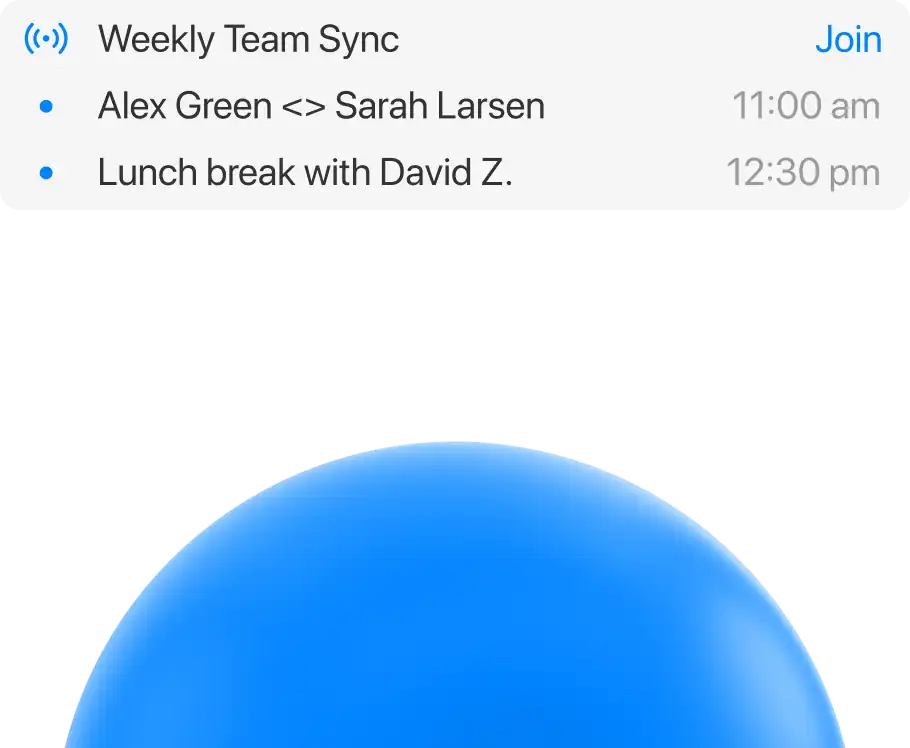 Weekly Team Sync Join
Alex Green <> Sarah Larsen 11:00 am
Lunch break with David Z. 12:30 pm